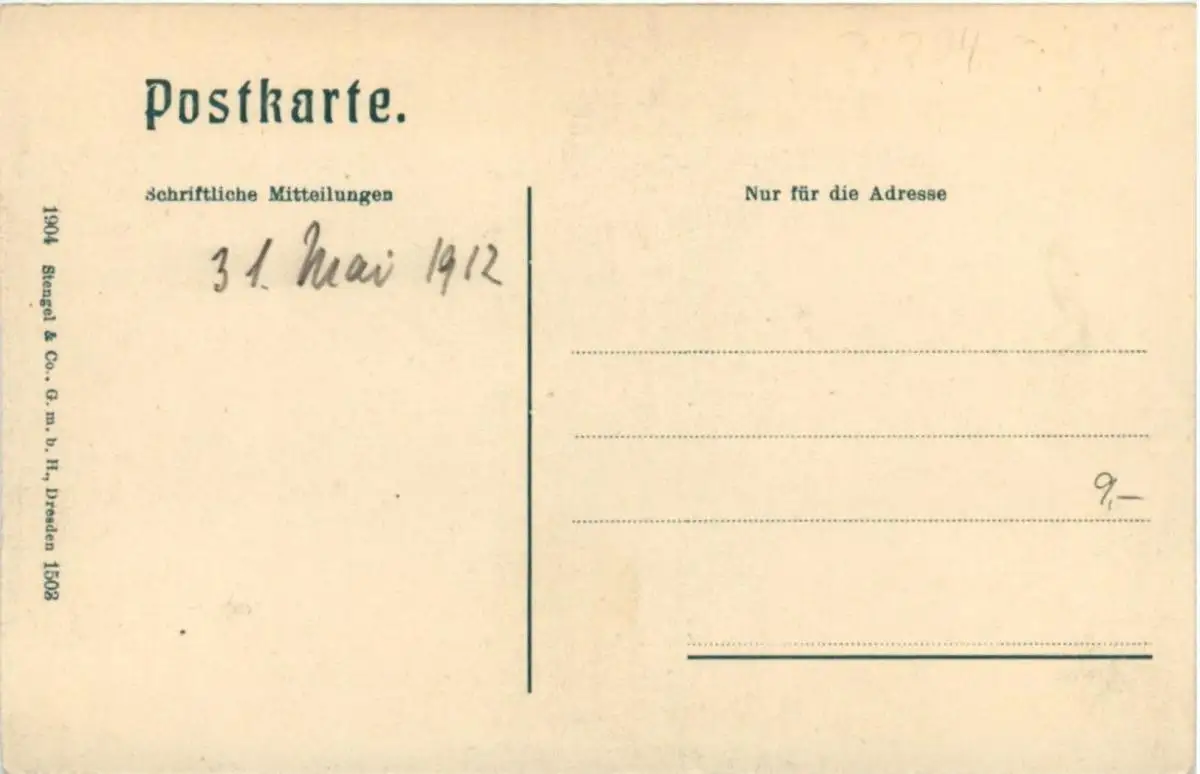 Postkarte.
Schriftliche Mitteilungen
Nur für die Adresse
31. Mai 1912
9,—
1904 Stengel & Co., G. m. b. H., Dresden 1502